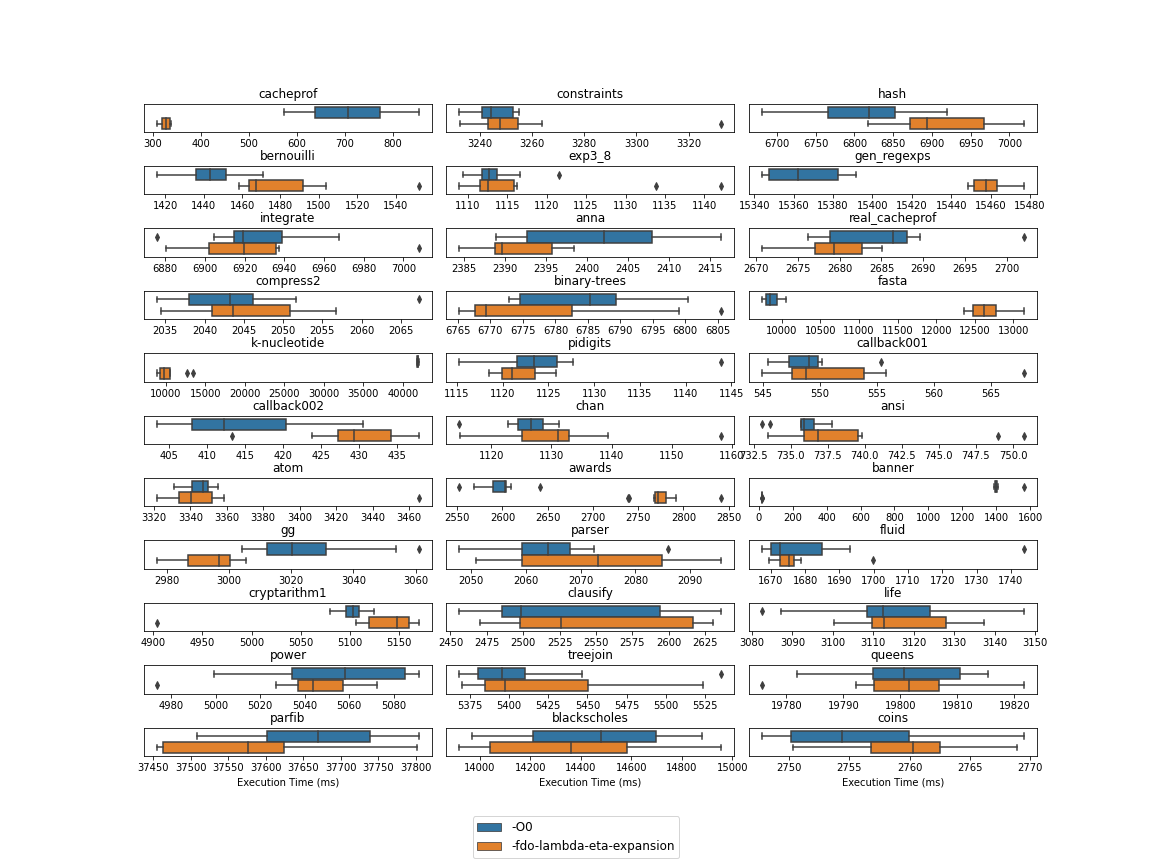 cacheprof constraints hash
300 400 500 600 700 800 3240 3260 3280 3300 3320 6700 6750 6800 6850 6900 6950 7000
bernouilli exp3_8 gen_regexps
1420 1440 1460 1480 1500 1520 1540 1110 1115 1120 1125 1130 1135 1140 15340 15360 15380 15400 15420 15440 15460 15480
integrate anna real_cacheprof
6880 6900 6920 6940 6960 6980 7000 2385 2390 2395 2400 2405 2410 2415 2670 2675 2680 2685 2690 2695 2700
compress2 binary-trees fasta
2035 2040 2045 2050 2055 2060 2065 6765 6770 6775 6780 6785 6790 6795 6800 6805 10000 10500 11000 11500 12000 12500 13000
k-nucleotide pidigits callback001
10000 15000 20000 25000 30000 35000 40000 1115 1120 1125 1130 1135 1140 1145 545 550 555 560 565
callback002 chan ansi
405 410 415 420 425 430 435 1120 1130 1140 1150 1160 732.5 735.0 737.5 740.0 742.5 745.0 747.5 750.0
atom awards banner
3320 3340 3360 3380 3400 3420 3440 3460 2550 2600 2650 2700 2750 2800 2850 0 200 400 600 800 1000 1200 1400 1600
gg parser fluid
2980 3000 3020 3040 3060 2050 2060 2070 2080 2090 1670 1680 1690 1700 1710 1720 1730 1740
cryptarithm1 clausify life
4900 4950 5000 5050 5100 5150 2450 2475 2500 2525 2550 2575 2600 2625 3080 3090 3100 3110 3120 3130 3140 3150
power treejoin queens
4980 5000 5020 5040 5060 5080 5375 5400 5425 5450 5475 5500 5525 19780 19790 19800 19810 19820
parfib blackscholes coins
37450 37500 37550 37600 37650 37700 37750 37800 14000 14200 14400 14600 14800 15000 2750 2755 2760 2765 2770
Execution Time (ms) Execution Time (ms) Execution Time (ms)
-O0
-fdo-lambda-eta-expansion